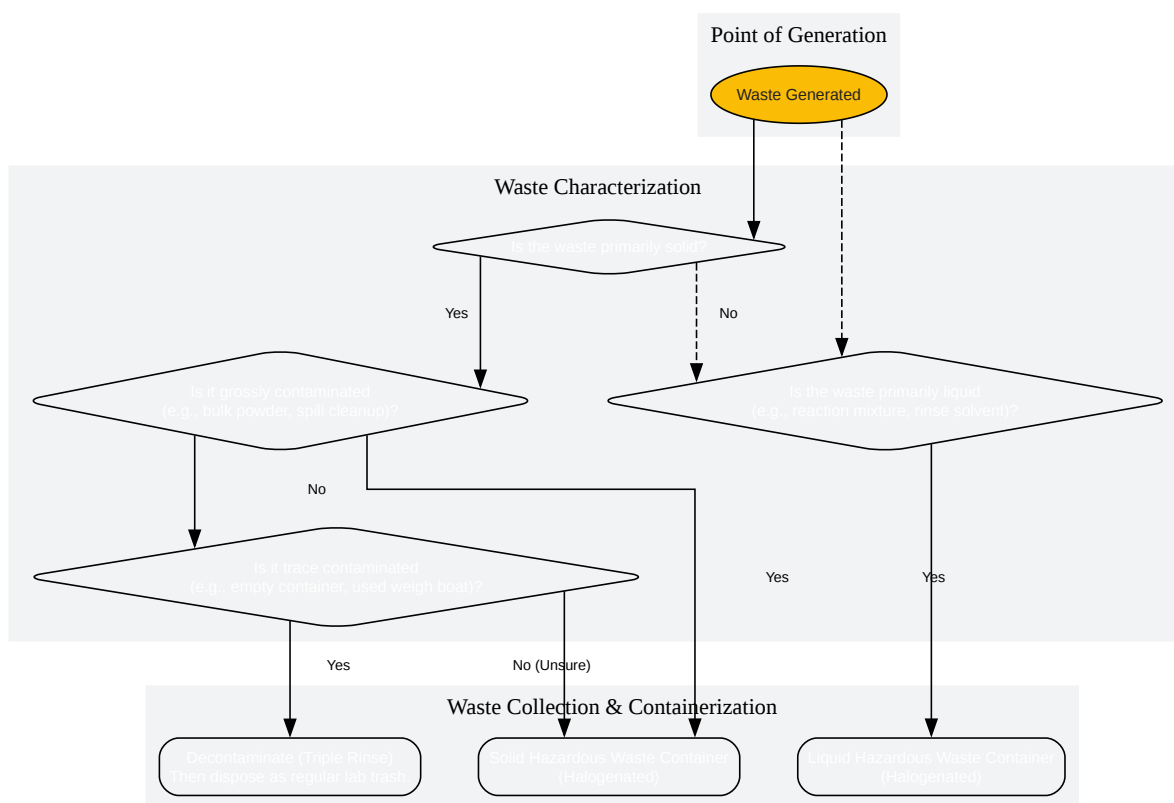 Point of Generation
Waste Generated
Waste Characterization
Is the waste primarily solid?
Yes
No
Is it grossly contaminated
(e.g., bulk powder, spill cleanup)?
Is the waste primarily liquid
(e.g., reaction mixture, rinse solvent)?
No
Is it trace contaminated
(e.g., empty container, used weigh boat)?
Yes
Yes
Yes
No (Unsure)
Waste Collection & Containerization
Decontaminate (Triple Rinse)
Then dispose as regular lab trash.
Solid Hazardous Waste Container
(Halogenated)
Liquid Hazardous Waste Container
(Halogenated)